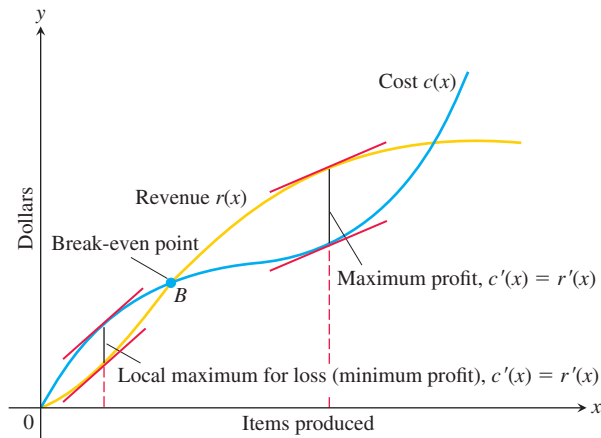 y
Cost c(x)
Revenue r(x)
Dollars
Break-even point
B
Maximum profit, c′(x) = r′(x)
Local maximum for loss (minimum profit), c′(x) = r′(x)
0
Items produced
x